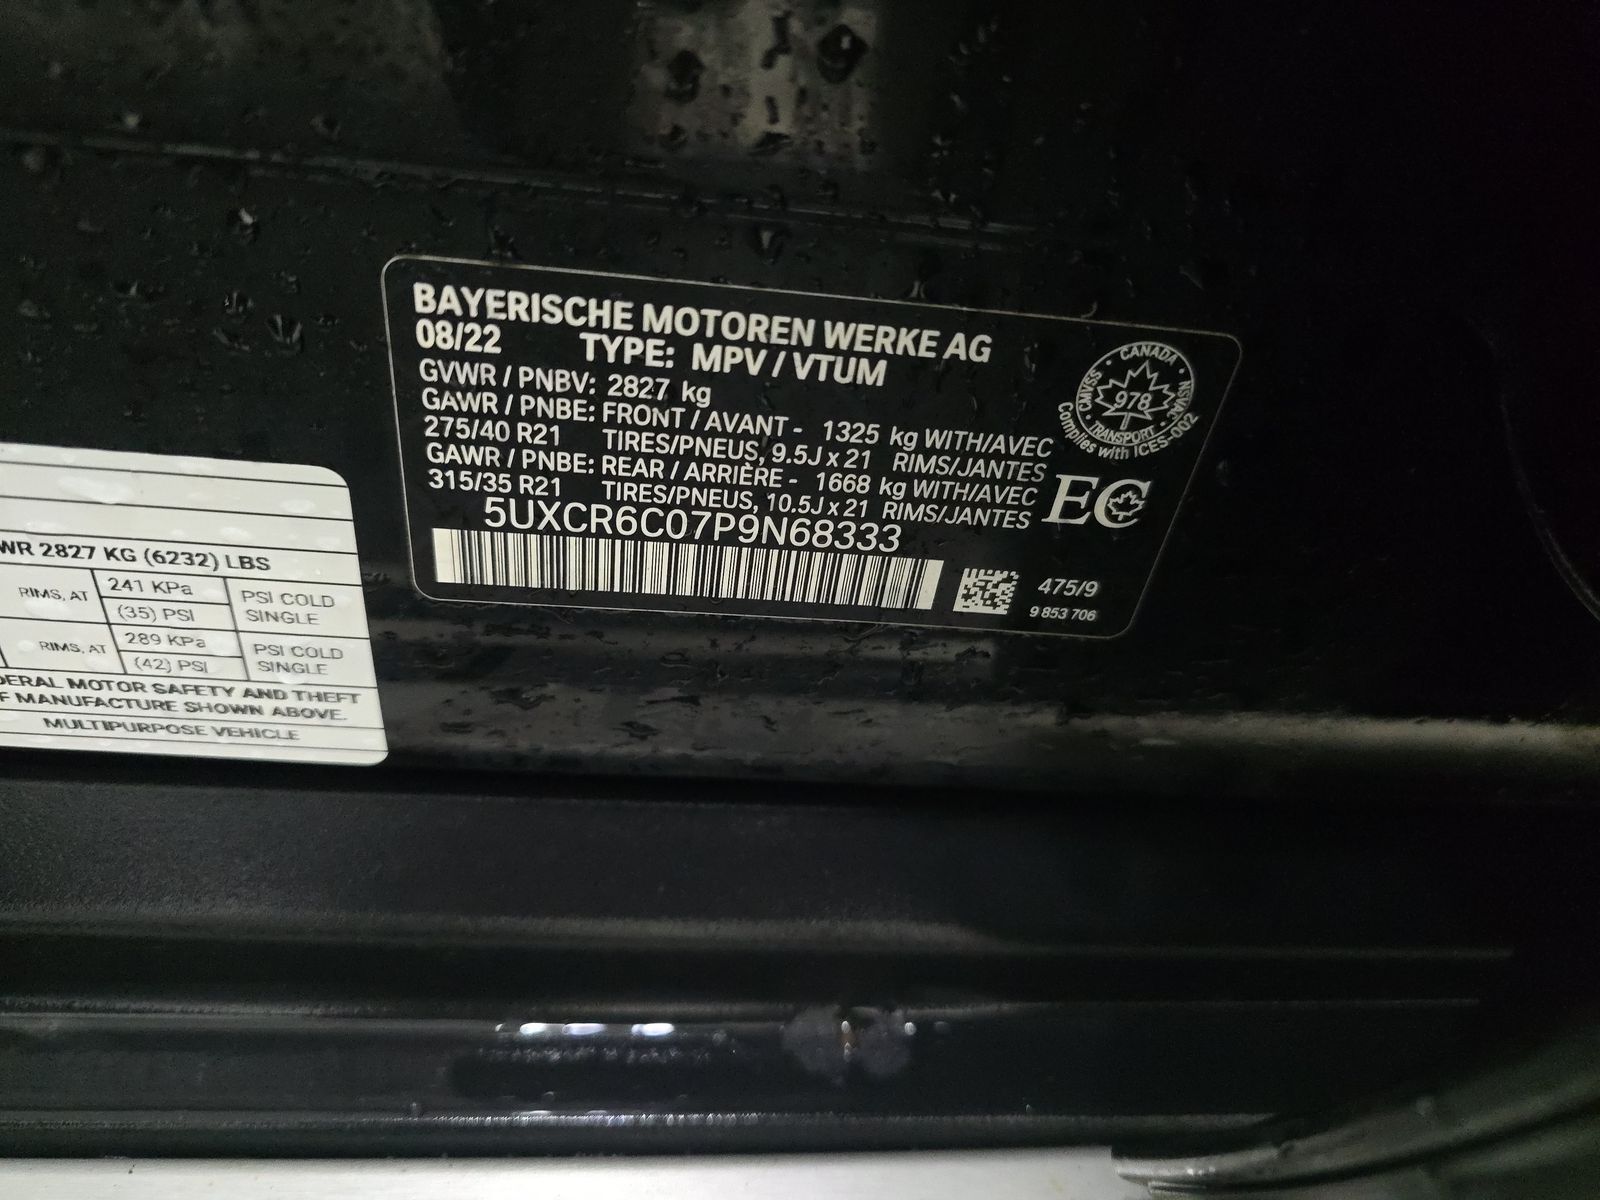 BAYERISCHE MOTOREN WERKE AG
08/22 TYPE: MPV / VTUM
GVWR / PNBV: 2827 kg
GAWR / PNBE: FRONT / AVANT - 1325 kg WITH/AVEC
275/40 R21 TIRES/PNEUS, 9.5J x 21 RIMS/JANTES
GAWR / PNBE: REAR / ARRIÈRE - 1668 kg WITH/AVEC
315/35 R21 TIRES/PNEUS, 10.5J x 21 RIMS/JANTES
5UXCR6C07P9N68333
475/9
9 853 706
CANADA
CMVSS 978 NSVAC
TRANSPORT
Complies with ICES-002
EC
WR 2827 KG (6232) LBS
RIMS, AT 241 KPa PSI COLD
(35) PSI SINGLE
RIMS, AT 289 KPa PSI COLD
(42) PSI SINGLE
DERAL MOTOR SAFETY AND THEFT
F MANUFACTURE SHOWN ABOVE.
MULTIPURPOSE VEHICLE